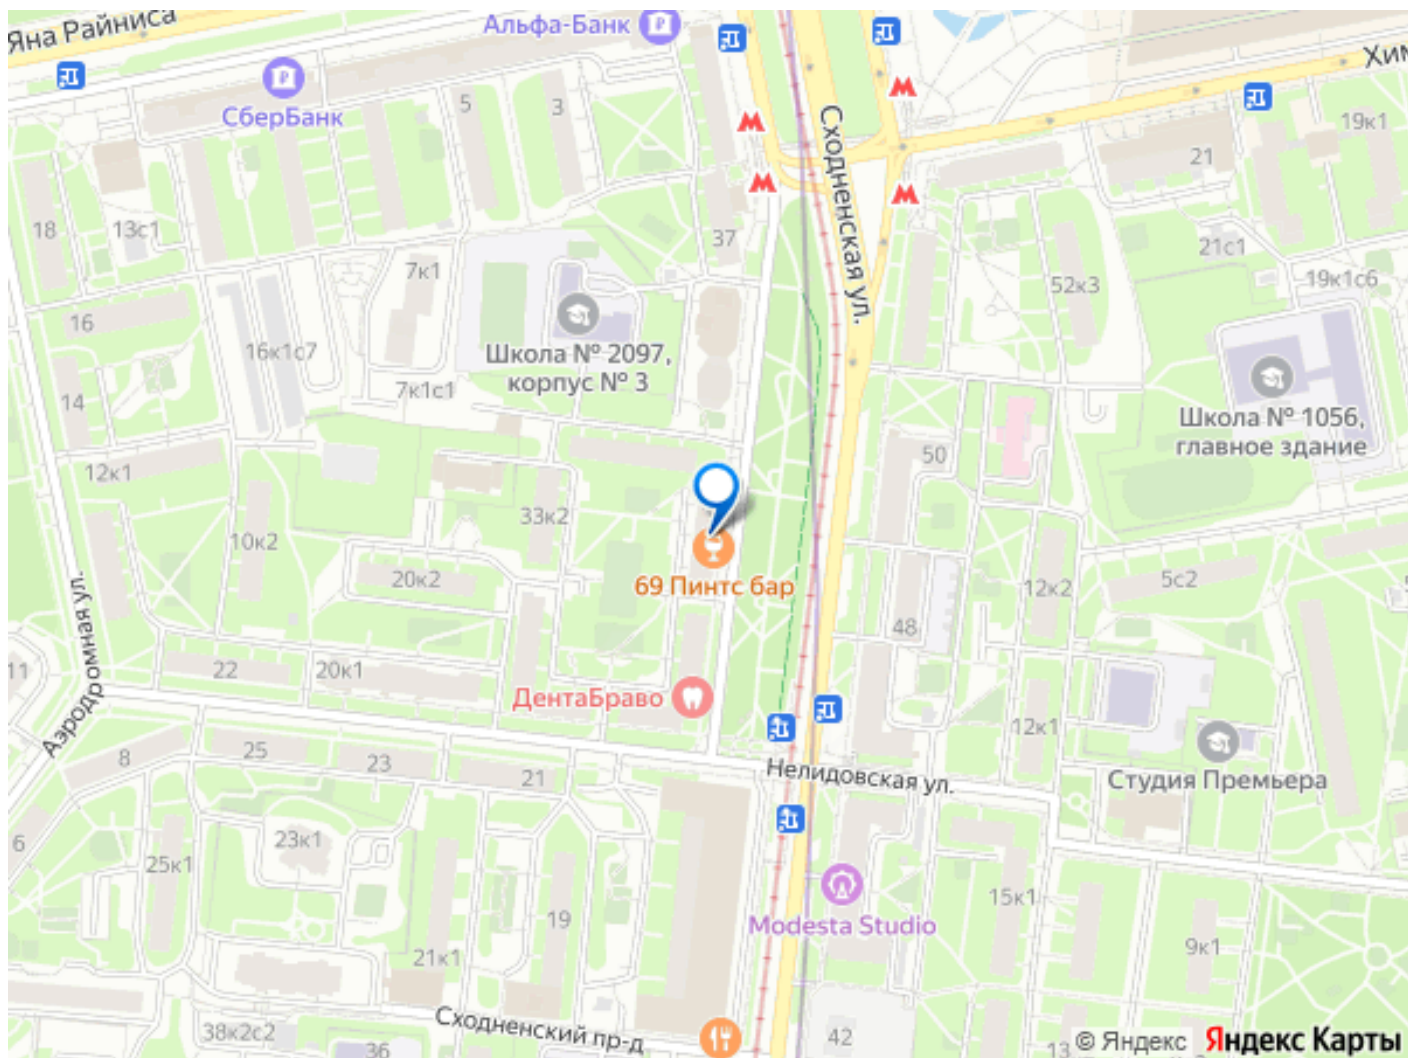 Яна Райниса
Альфа-Банк
СберБанк
5
3
Сходненская ул.
19к1
21
18
13с1
37
21с1
7к1
52к3
19к1с6
16
16к1с7
Школа № 2097,
корпус № 3
7к1с1
14
Школа № 1056,
главное здание
50
12к1
33к2
10к2
20к2
69 Пинтс бар
12к2
5с2
48
11
22
20к1
ДентаБраво
Аэродромная ул.
12к1
8
25
23
21
Нелидовская ул.
Студия Премьера
6
23к1
25к1
15к1
19
Modesta Studio
21к1
9к1
Сходненский пр-д
38к2с2
36
42
13
© Яндекс
Яндекс Карты